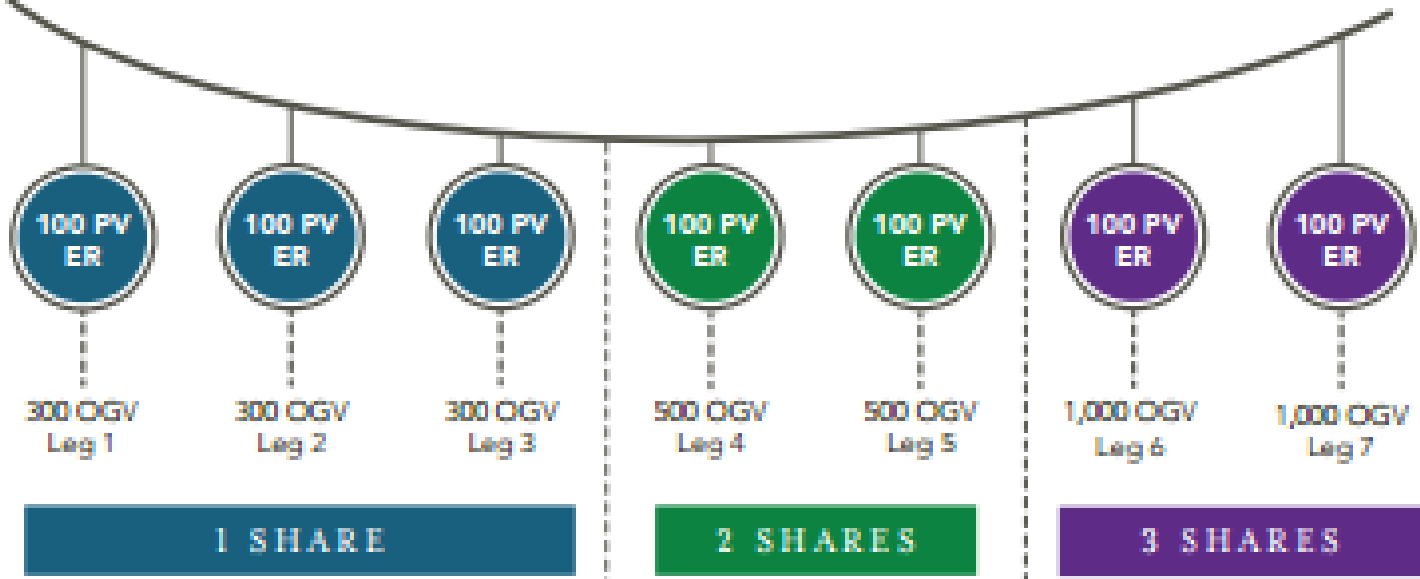 100 PV
ER
100 PV
ER
100 PV
ER
100 PV
ER
100 PV
ER
100 PV
ER
100 PV
ER
300 OGV
Leg 1
300 OGV
Leg 2
300 OGV
Leg 3
500 OGV
Leg 4
500 OGV
Leg 5
1,000 OGV
Leg 6
1,000 OGV
Leg 7
1 SHARE
2 SHARES
3 SHARES